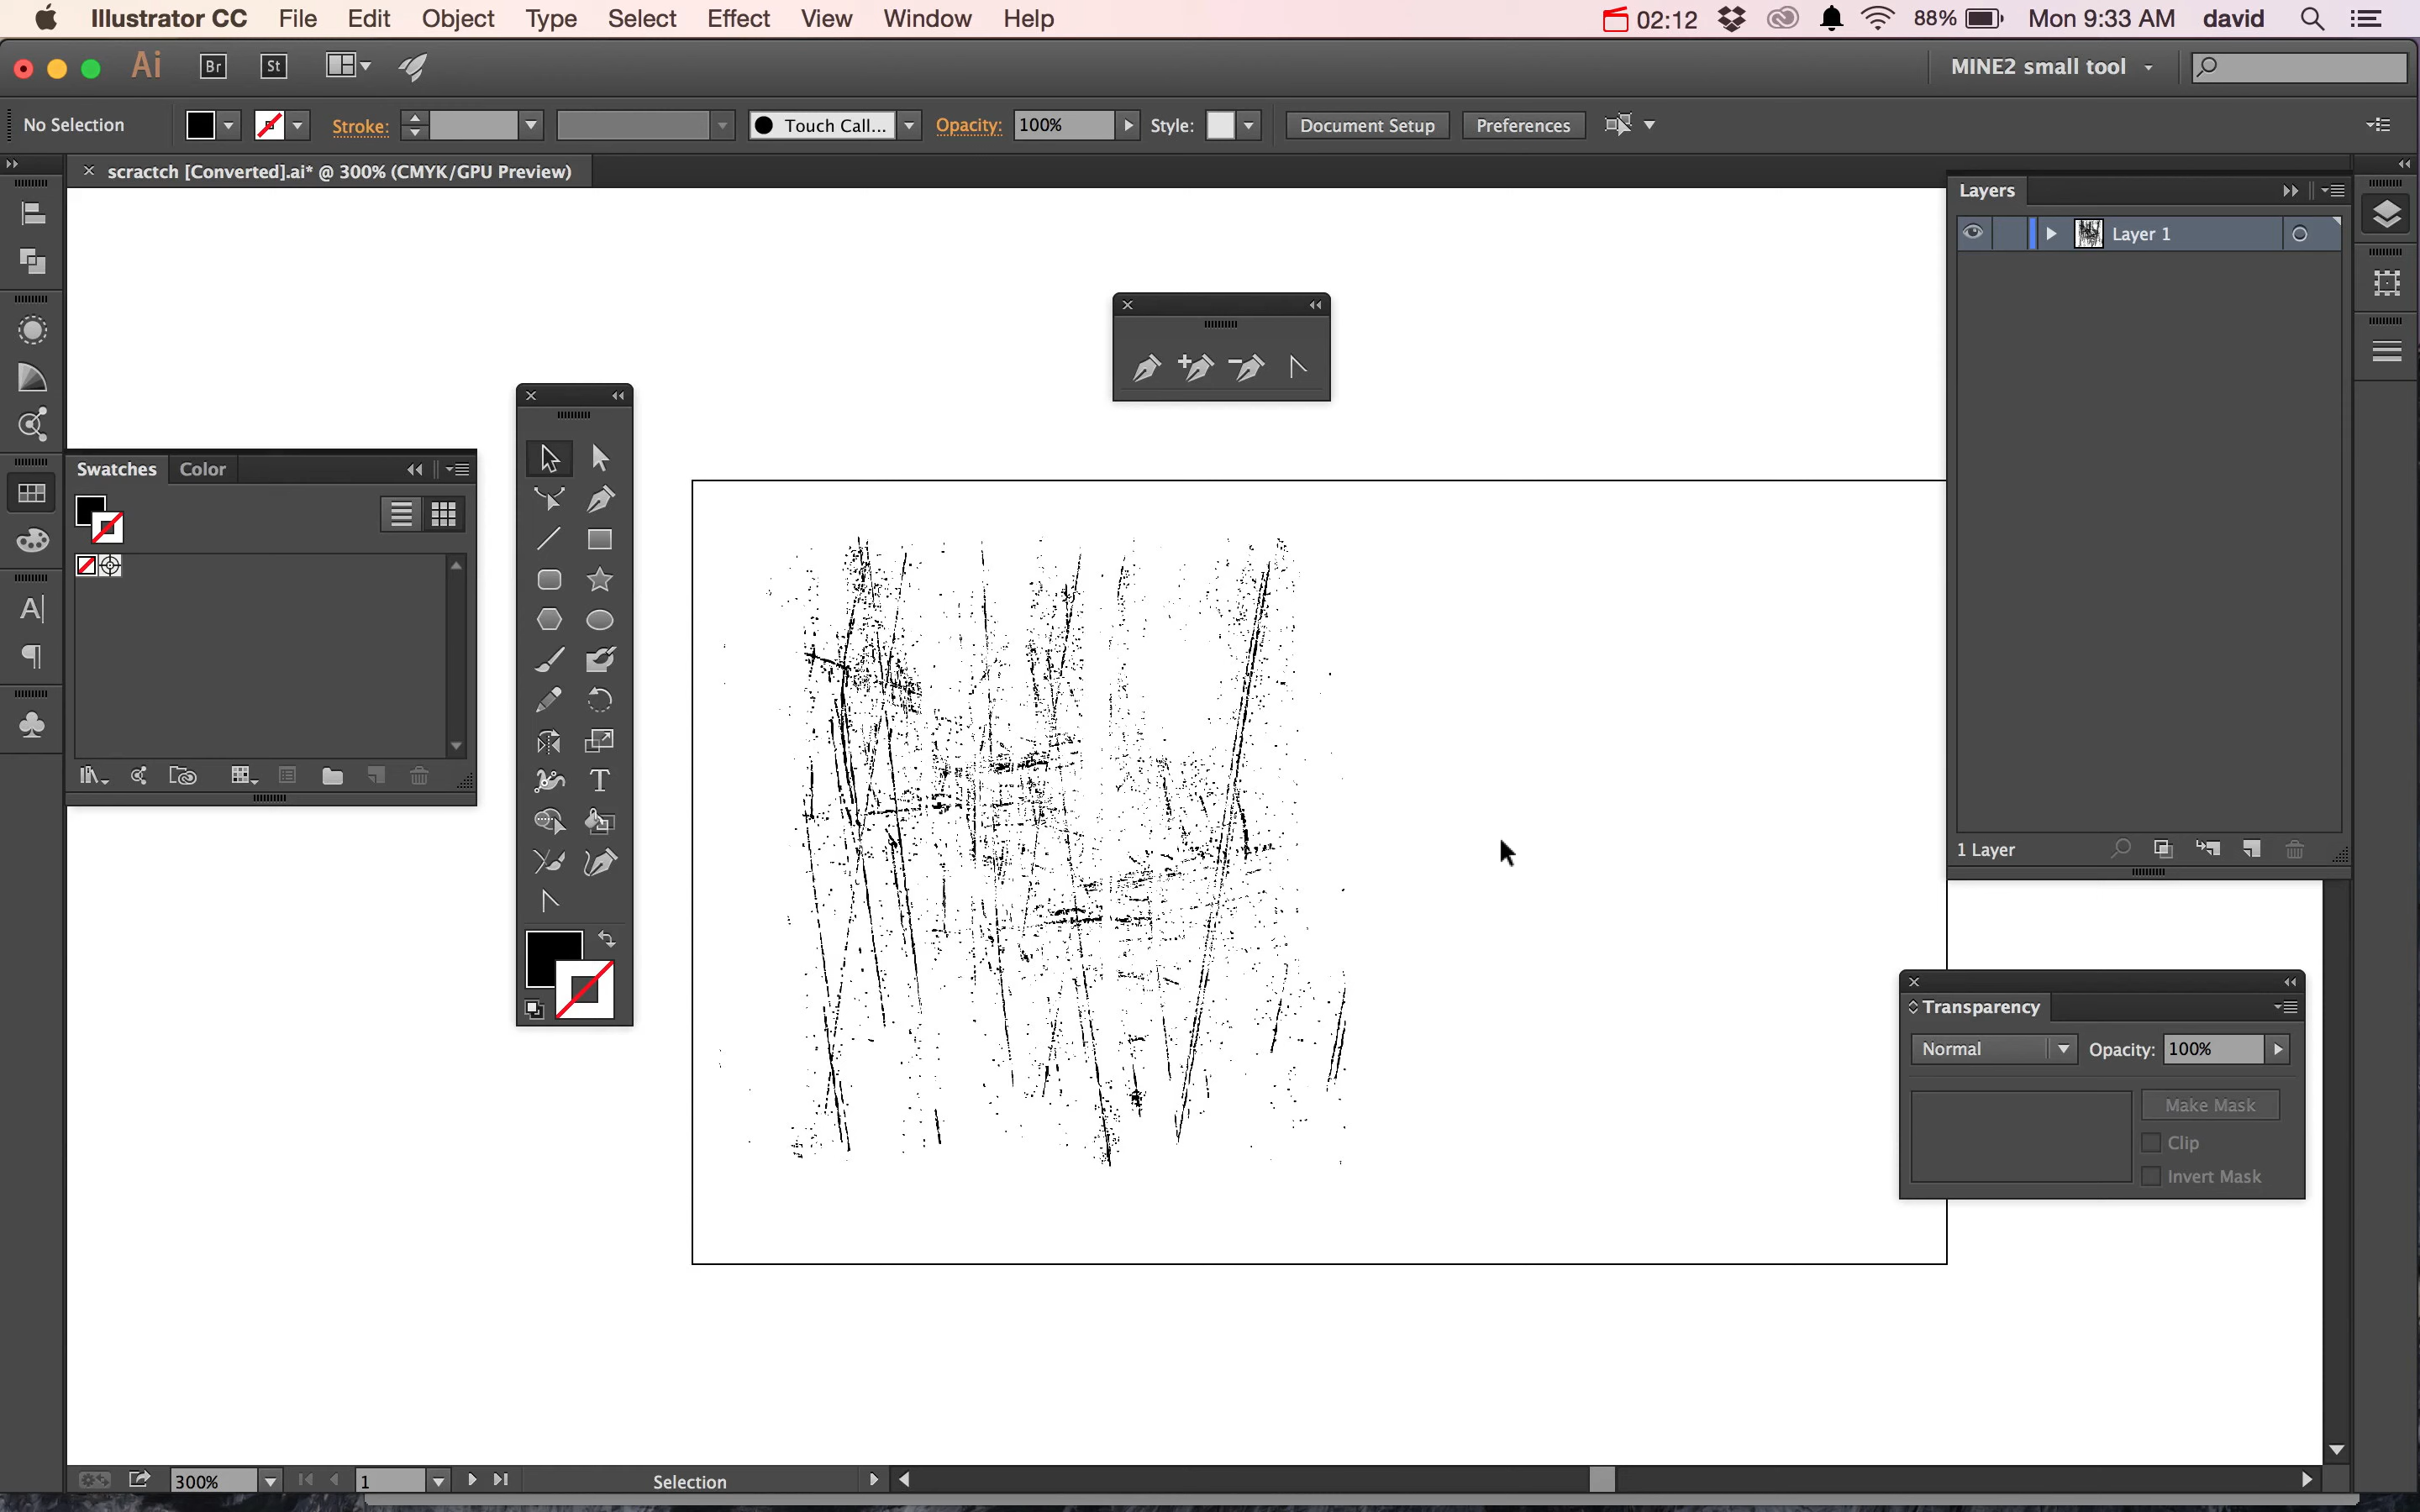 Illustrator CC File Edit Object Type Select Effect View Window Help 02:12 88% Mon 9:33 AM david
Ai Br St MINE2 small tool
No Selection Stroke: Touch Call... Opacity: 100% Style: Document Setup Preferences
scractch [Converted].ai* @ 300% (CMYK/GPU Preview)
Layers
Layer 1
Swatches Color
1 Layer
Transparency
Normal Opacity: 100%
Make Mask
Clip
Invert Mask
300% 1 Selection